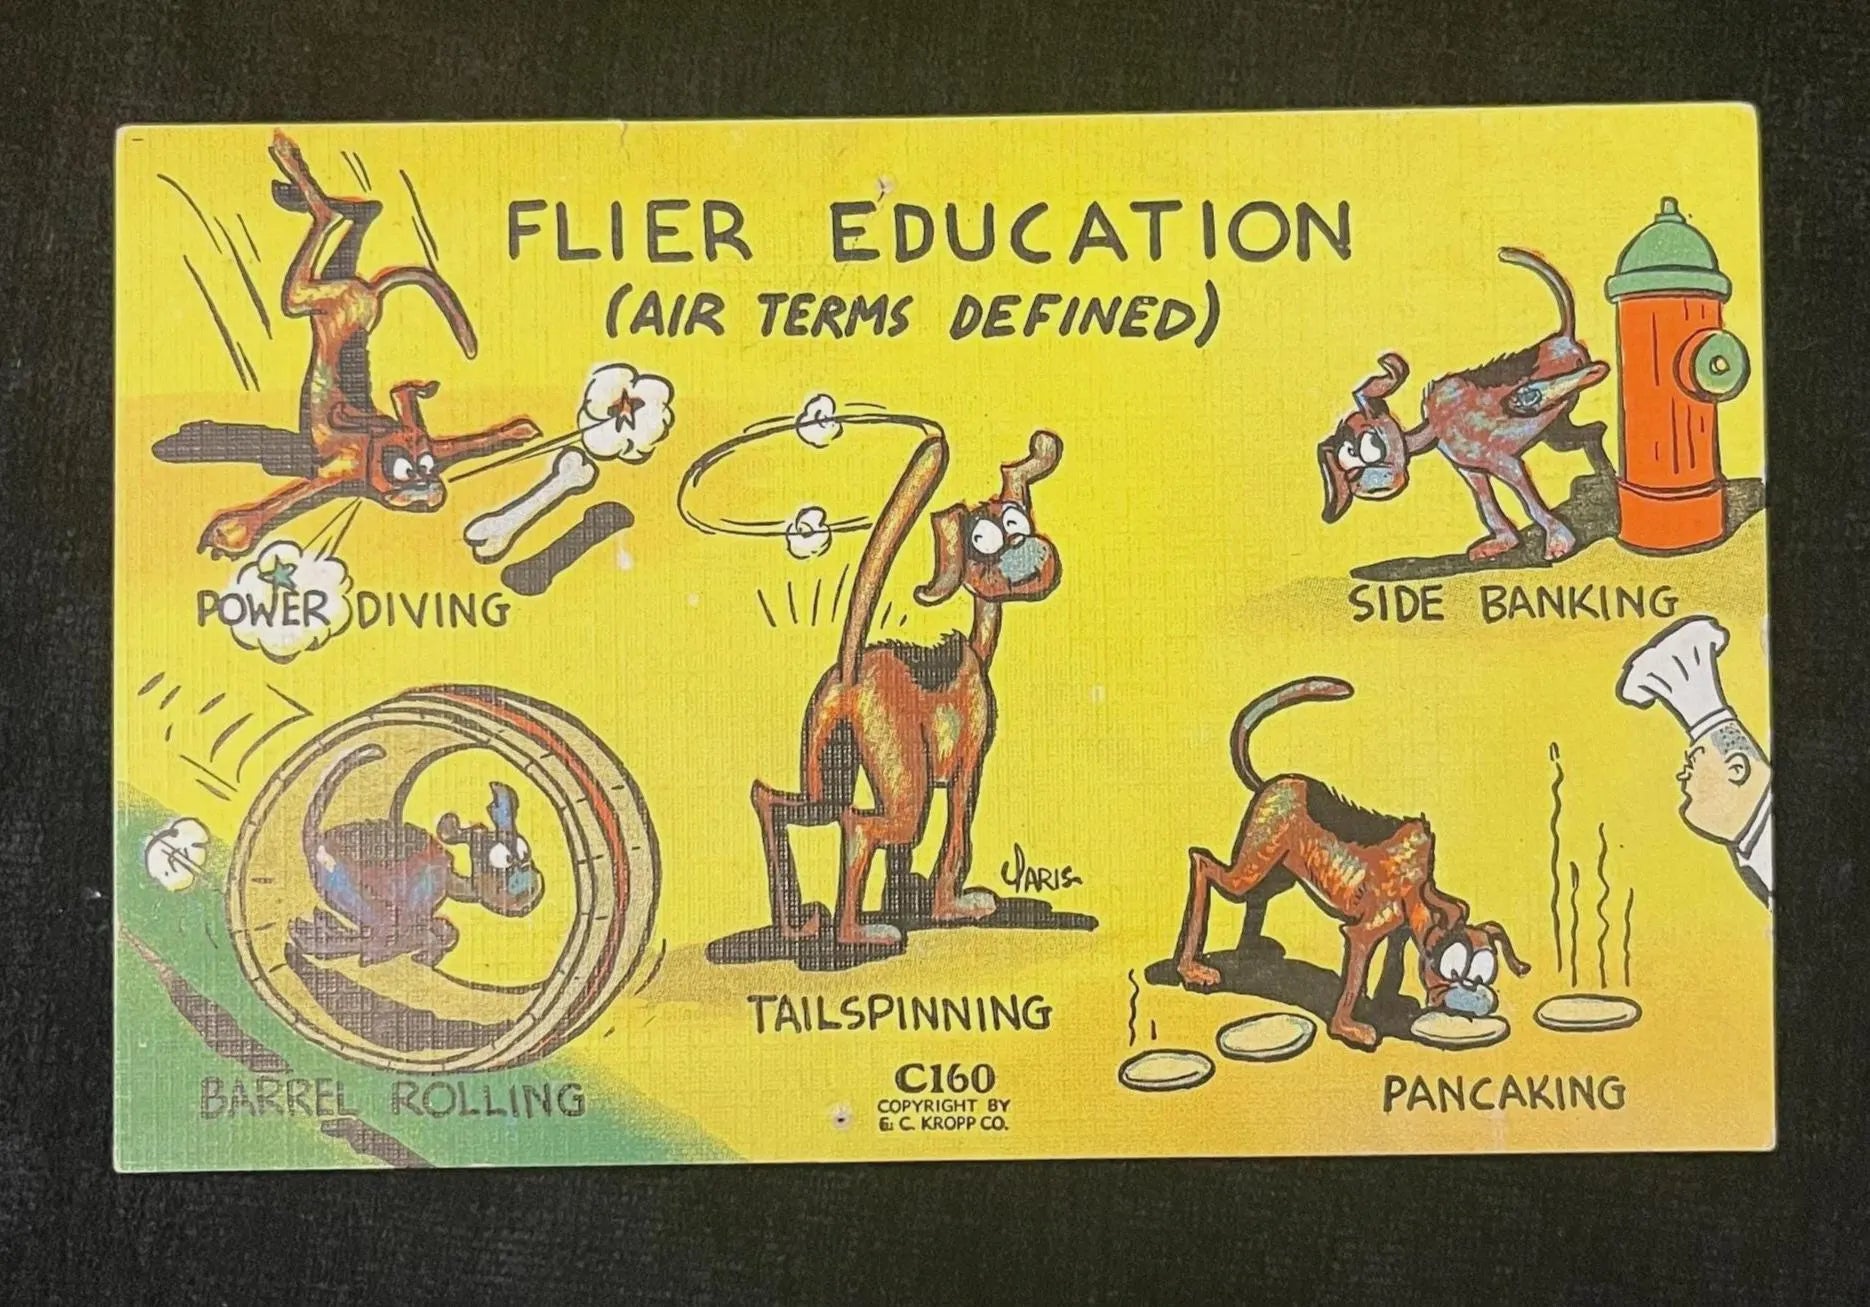 FLIER EDUCATION
(AIR TERMS DEFINED)
POWER DIVING
SIDE BANKING
BARREL ROLLING
TAILSPINNING
PANCAKING
C160
COPYRIGHT BY
E. C. KROPP CO.